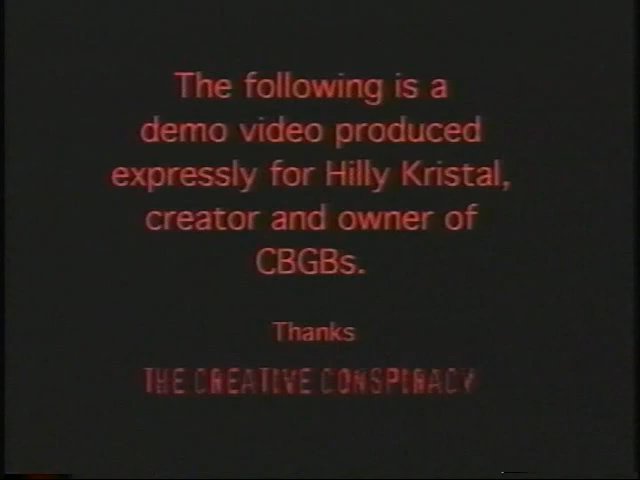 The following is a
demo video produced
expressly for Hilly Kristal,
creator and owner of
CBGBs.
Thanks
THE CREATIVE CONSPIRACY